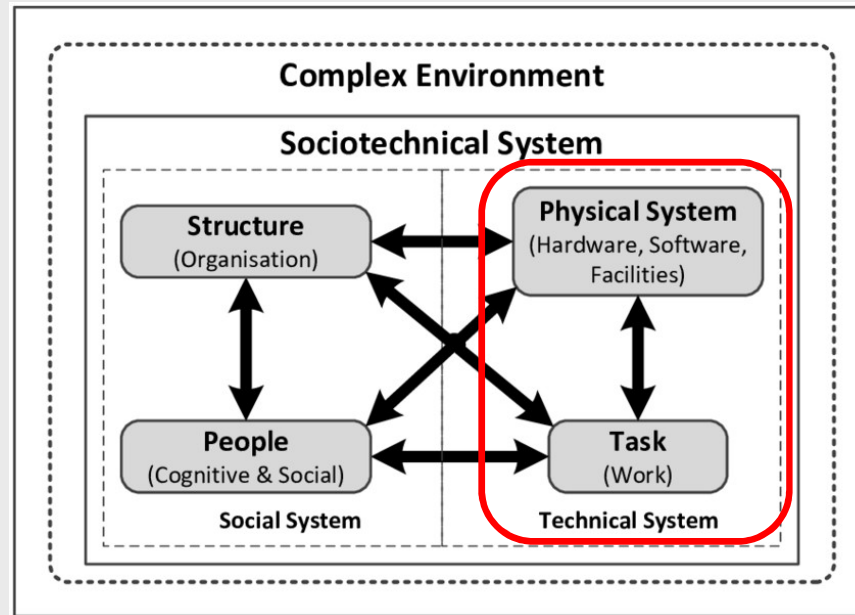 Complex Environment
Sociotechnical System
Structure
(Organisation)
Physical System
(Hardware, Software,
Facilities)
People
(Cognitive & Social)
Task
(Work)
Social System
Technical System